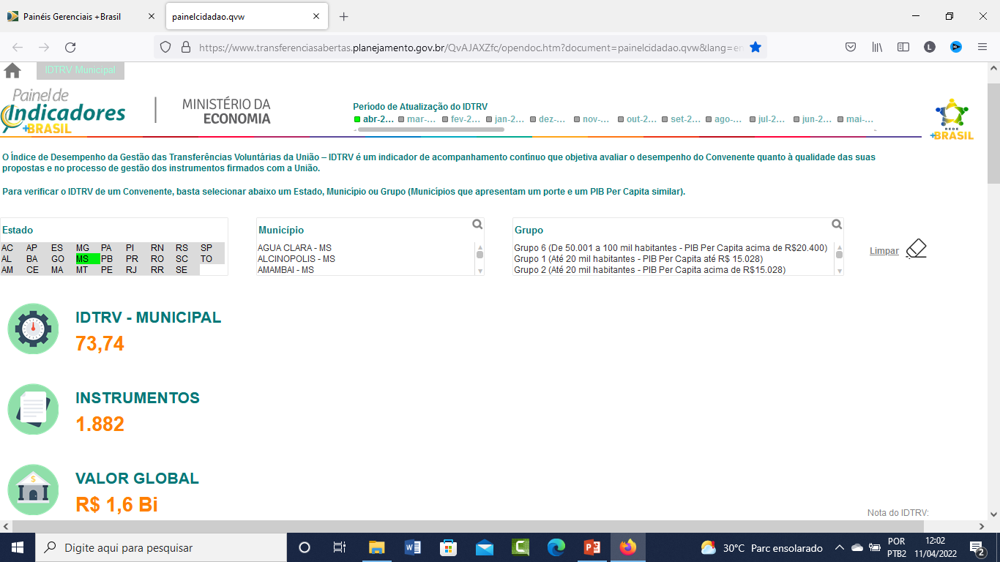 Painéis Gerenciais +Brasil
painelcidadao.qvw
https://www.transferenciasabertas.planejamento.gov.br/QvAJAXZfc/opendoc.htm?document=painelcidadao.qvw&lang=en
L
IDTRV Municipal
Painel de
Indicadores
+BRASIL
MINISTÉRIO DA
ECONOMIA
Periodo de Atualização do IDTRV
abr-2... mar-... fev-2... jan-2... dez-... nov-... out-2... set-2... ago-... jul-2... jun-2... mai-...
REDE
+BRASIL
O Índice de Desempenho da Gestão das Transferências Voluntárias da União – IDTRV é um indicador de acompanhamento contínuo que objetiva avaliar o desempenho do Convenente quanto à qualidade das suas
propostas e no processo de gestão dos instrumentos firmados com a União.
Para verificar o IDTRV de um Convenente, basta selecionar abaixo um Estado, Município ou Grupo (Municípios que apresentam um porte e um PIB Per Capita similar).
Estado
AC AP ES MG PA PI RN RS SP
AL BA GO MS PB PR RO SC TO
AM CE MA MT PE RJ RR SE
Município
AGUA CLARA - MS
ALCINOPOLIS - MS
AMAMBAI - MS
Grupo
Grupo 6 (De 50.001 a 100 mil habitantes - PIB Per Capita acima de R$20.400)
Grupo 1 (Até 20 mil habitantes - PIB Per Capita até R$ 15.028)
Grupo 2 (Até 20 mil habitantes - PIB Per Capita acima de R$15.028)
Limpar
IDTRV - MUNICIPAL
73,74
INSTRUMENTOS
1.882
VALOR GLOBAL
R$ 1,6 Bi
Nota do IDTRV:
Digite aqui para pesquisar
30°C Parc ensolarado
POR
PTB2
12:02
11/04/2022
2